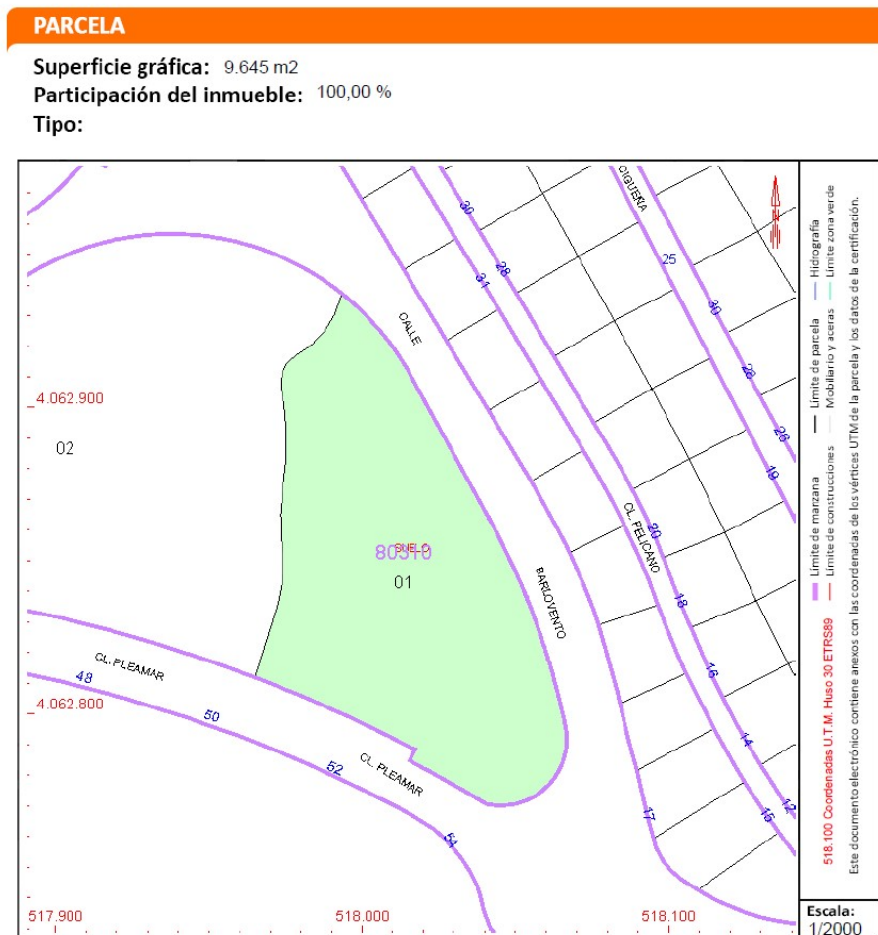 PARCELA
Superficie gráfica: 9.645 m2
Participación del inmueble: 100,00 %
Tipo:
CIGUEÑA
30
25
28
31
30
CALLE
28
4.062.900
26
02
19
CL. PELICANO
20
SUELO
80310
01
BARLOVENTO
18
CL. PLEAMAR
48
16
4.062.800
50
14
CL. PLEAMAR
52
12
17
15
54
517.900
518.000
518.100
Límite de manzana
Límite de parcela
Hidrografía
Límite de construcciones
Mobiliario y aceras
Límite zona verde
518.100 Coordenadas U.T.M. Huso 30 ETRS89
Este documento electrónico contiene anexos con las coordenadas de los vértices UTM de la parcela y los datos de la certificación.
Escala:
1/2000